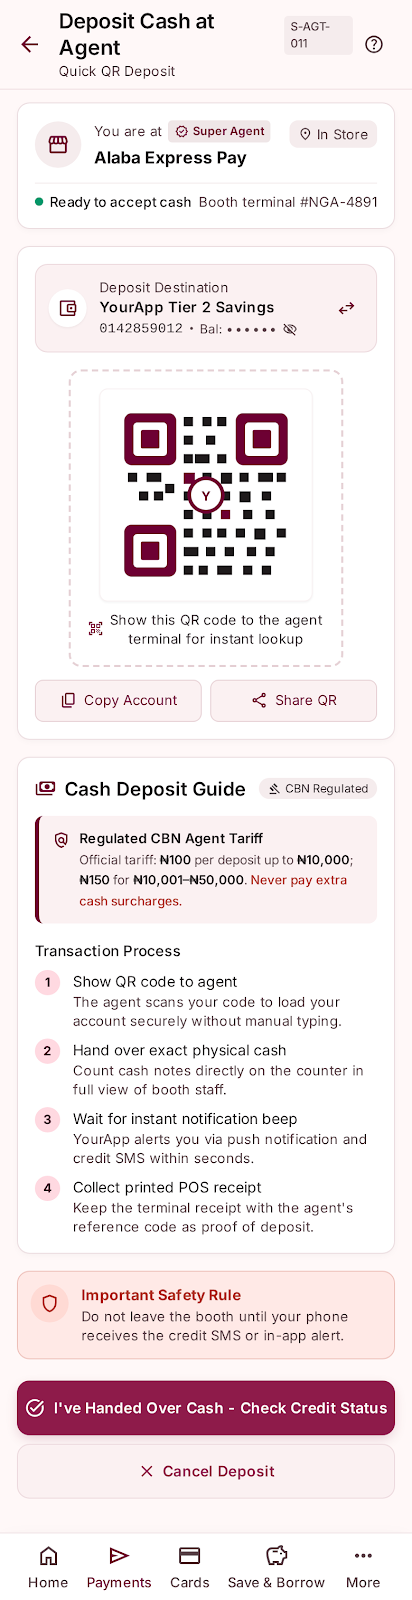 Deposit Cash at
Agent
Quick QR Deposit
S-AGT-
011
You are at
Super Agent
In Store
Alaba Express Pay
Ready to accept cash
Booth terminal #NGA-4891
Deposit Destination
YourApp Tier 2 Savings
0142859012 • Bal: ••••••
Y
Show this QR code to the agent
terminal for instant lookup
Copy Account
Share QR
Cash Deposit Guide
CBN Regulated
Regulated CBN Agent Tariff
Official tariff: ₦100 per deposit up to ₦10,000;
₦150 for ₦10,001–₦50,000. Never pay extra
cash surcharges.
Transaction Process
1
Show QR code to agent
The agent scans your code to load your
account securely without manual typing.
2
Hand over exact physical cash
Count cash notes directly on the counter in
full view of booth staff.
3
Wait for instant notification beep
YourApp alerts you via push notification and
credit SMS within seconds.
4
Collect printed POS receipt
Keep the terminal receipt with the agent's
reference code as proof of deposit.
Important Safety Rule
Do not leave the booth until your phone
receives the credit SMS or in-app alert.
I've Handed Over Cash - Check Credit Status
Cancel Deposit
Home
Payments
Cards
Save & Borrow
More